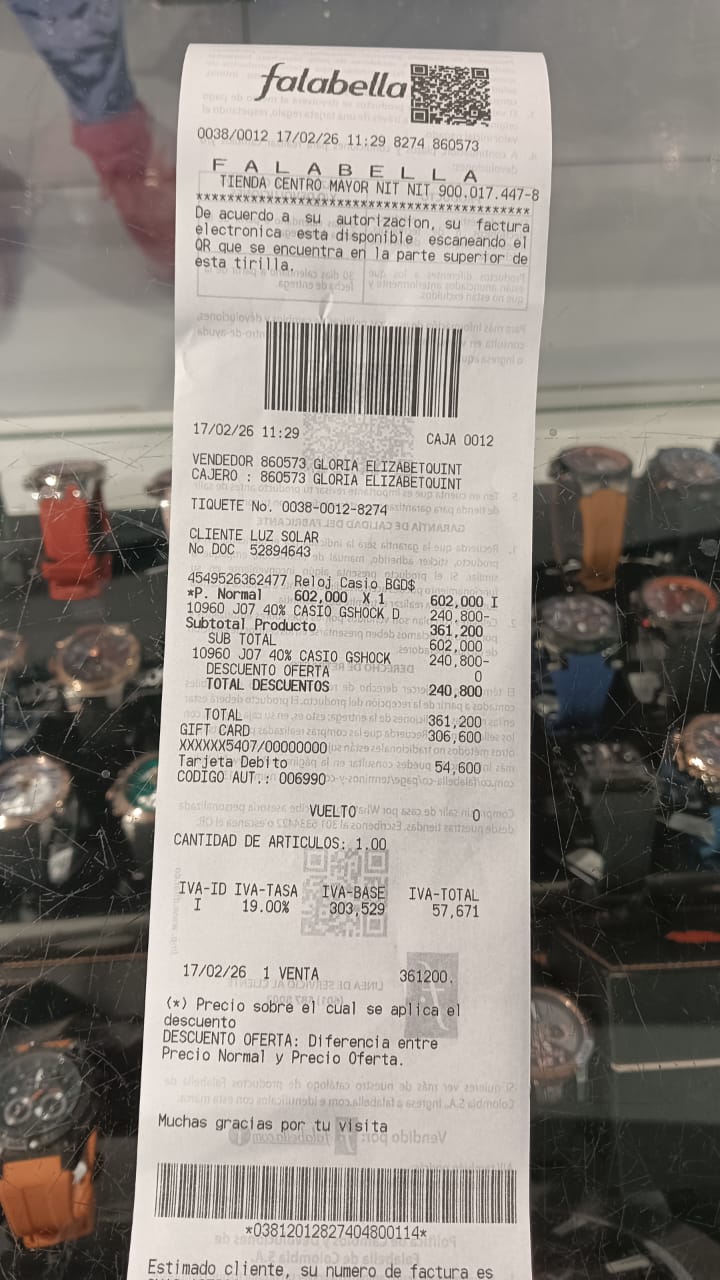 falabella
0038/0012 17/02/26 11:29 8274 860573
F A L A B E L L A
TIENDA CENTRO MAYOR NIT NIT 900.017.447-8
*****************************************
De acuerdo a su autorizacion, su factura
electronica esta disponible escaneando el
QR que se encuentra en la parte superior de
esta tirilla.
17/02/26 11:29 CAJA 0012
VENDEDOR 860573 GLORIA ELIZABETQUINT
CAJERO : 860573 GLORIA ELIZABETQUINT
TIQUETE No. 0038-0012-8274
CLIENTE LUZ SOLAR
No DOC 52894643
4549526362477 Reloj Casio BGD$
*P. Normal 602,000 X 1 602,000 I
10960 J07 40% CASIO GSHOCK D 240,800-
Subtotal Producto 361,200
SUB TOTAL 602,000
10960 J07 40% CASIO GSHOCK 240,800-
DESCUENTO OFERTA 0
TOTAL DESCUENTOS 240,800
TOTAL 361,200
GIFT CARD 306,600
XXXXXX5407/00000000
Tarjeta Debito 54,600
CODIGO AUT.: 006990
VUELTO 0
CANTIDAD DE ARTICULOS: 1.00
IVA-ID IVA-TASA IVA-BASE IVA-TOTAL
I 19.00% 303,529 57,671
17/02/26 1 VENTA 361200.
(*) Precio sobre el cual se aplica el
descuento
DESCUENTO OFERTA: Diferencia entre
Precio Normal y Precio Oferta.
Muchas gracias por tu visita
*03812012827404800114*
Estimado cliente, su numero de factura es